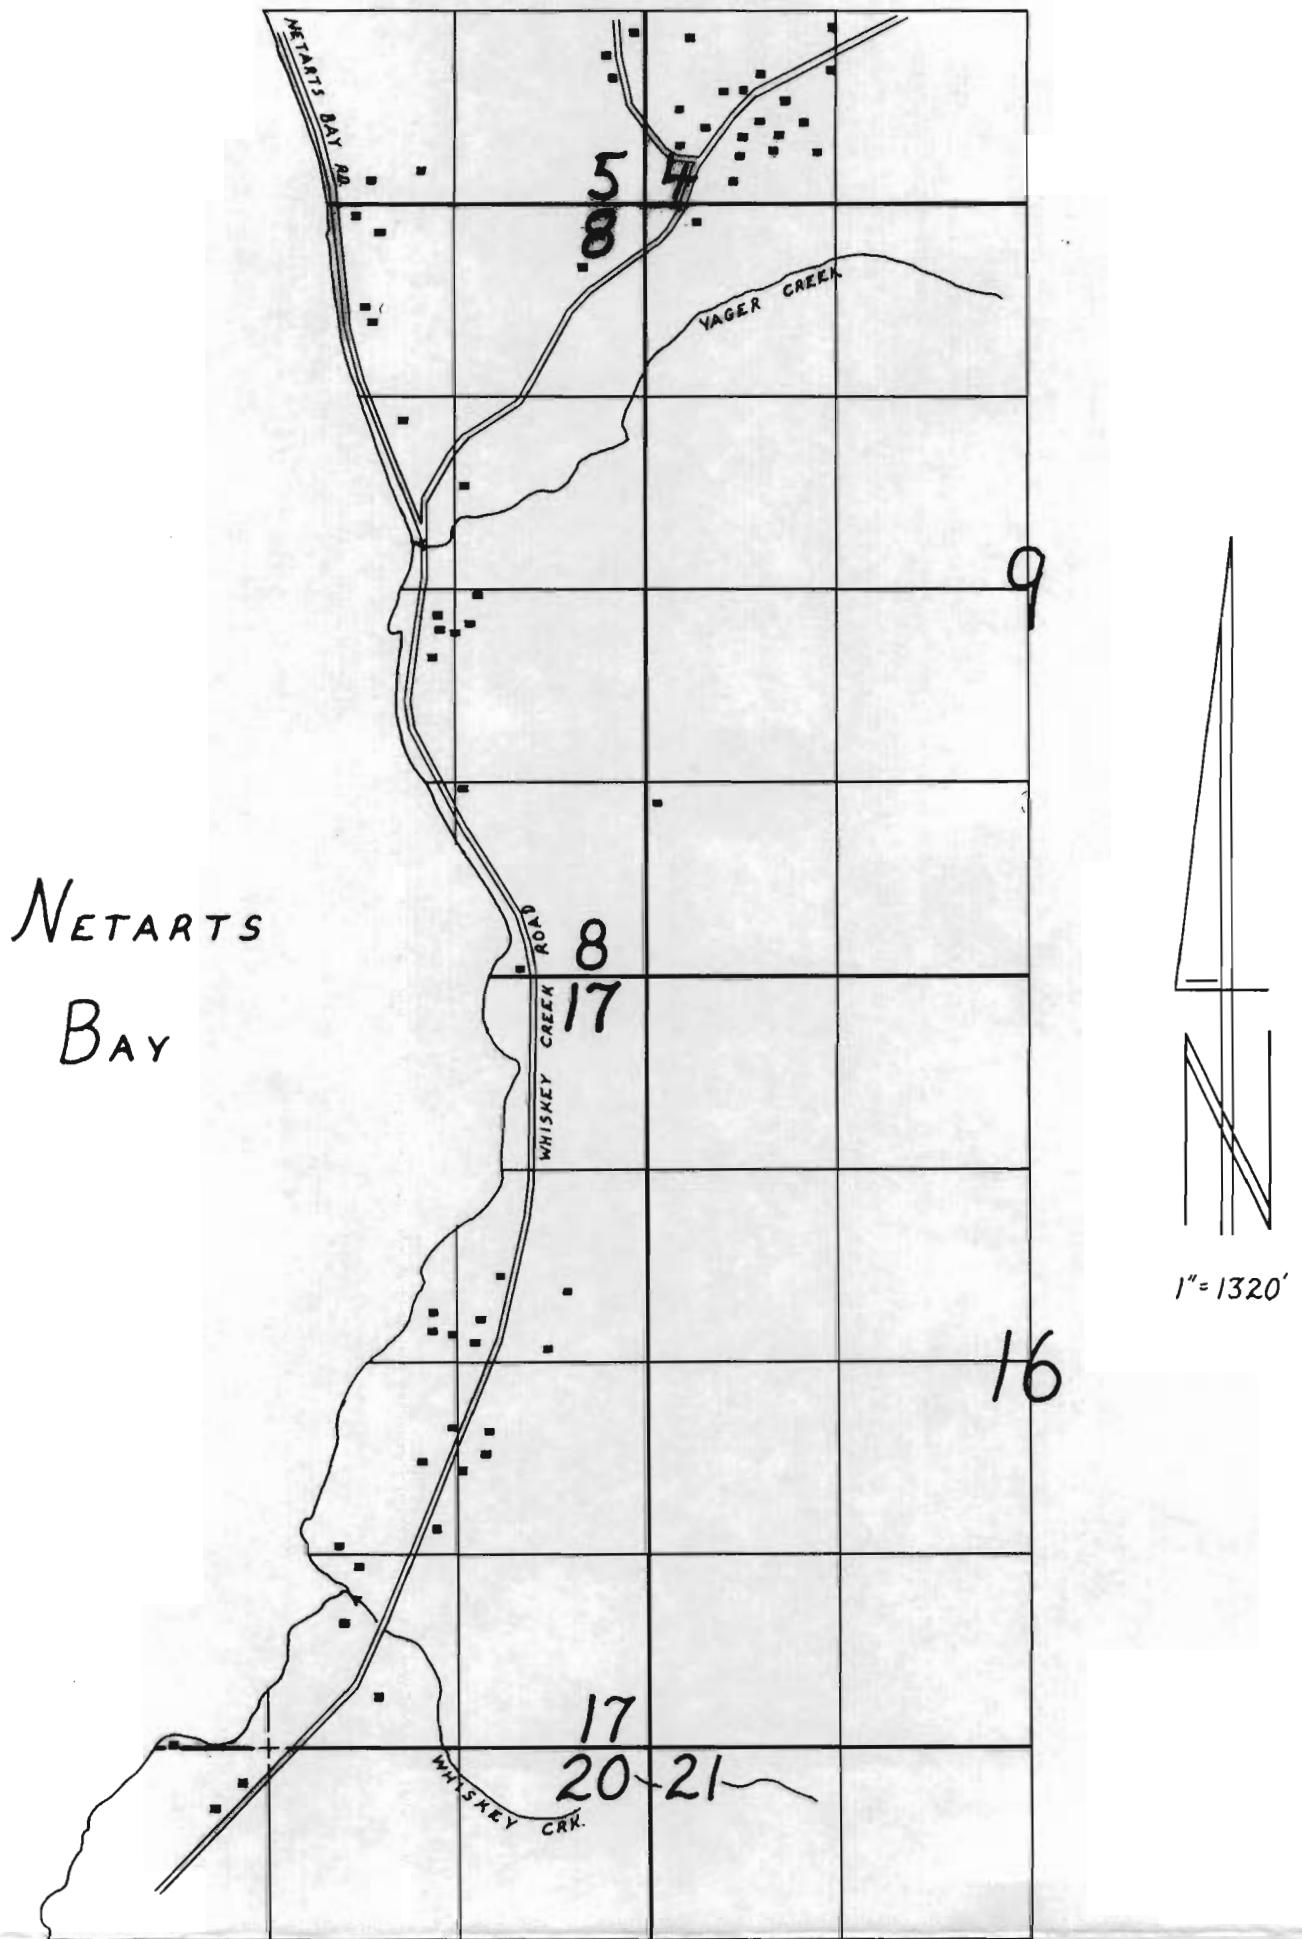 NETARTS BAY RD.
5 4
8
YAGER CREEK
9
NETARTS
BAY
WHISKEY CREEK ROAD
8
17
N
1"=1320'
16
17
20 21
WHISKEY CRK.